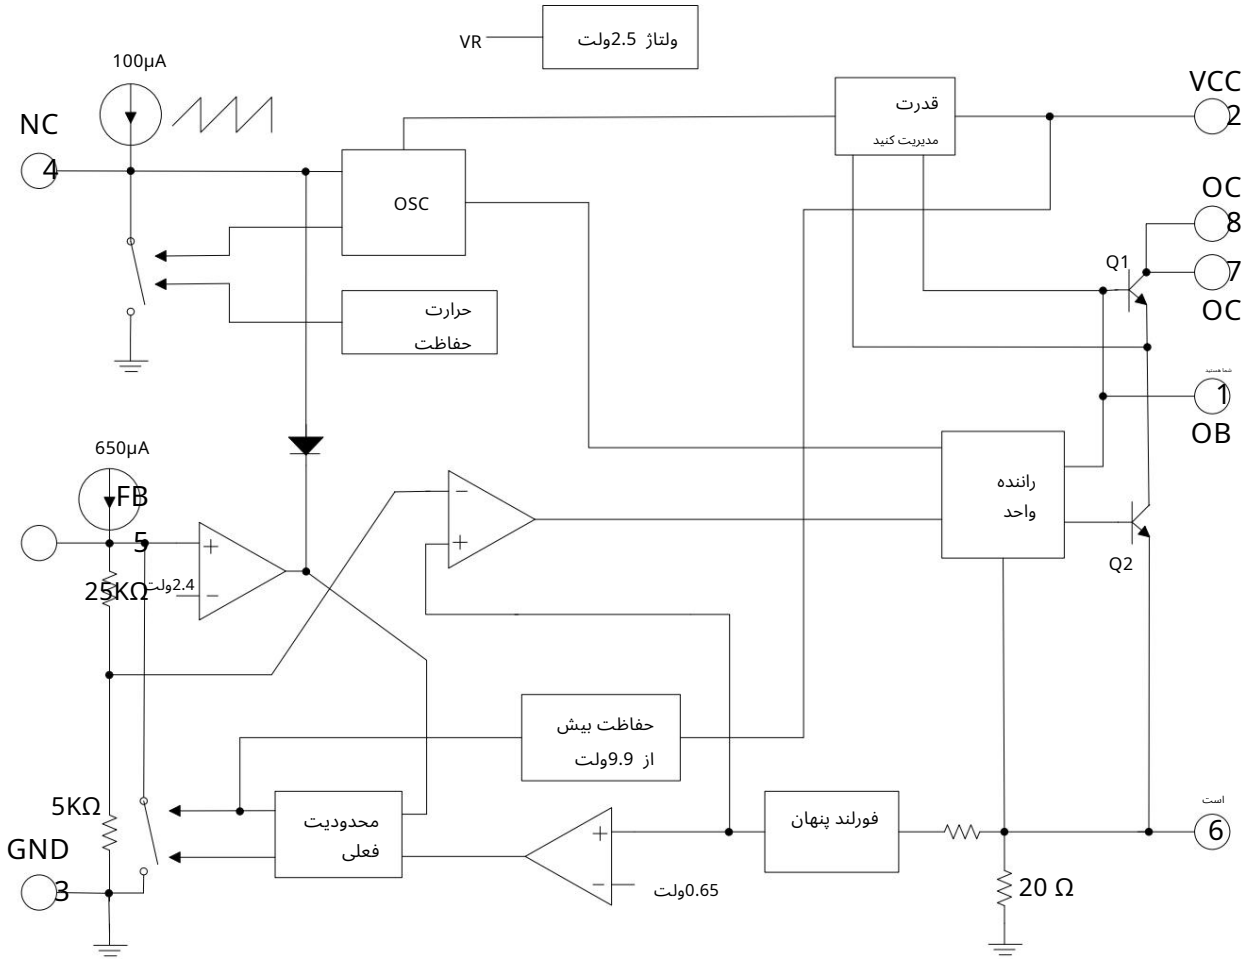 ولتاژ 2.5ولت
VR
100μA
VCC
2
قدرت
مدیریت کنید
NC
4
OC
8
OSC
Q1
7
OC
حرارت
حفاظت
شما هستید
1
OB
650μA
FB
5
راننده
واحد
25KΩ
2.4ولت
Q2
+
−
−
+
حفاظت بیش
از 9.9ولت
5KΩ
محدودیت
فعلی
فورلند پنهان
است
6
GND
3
+
−
0.65ولت
20 Ω